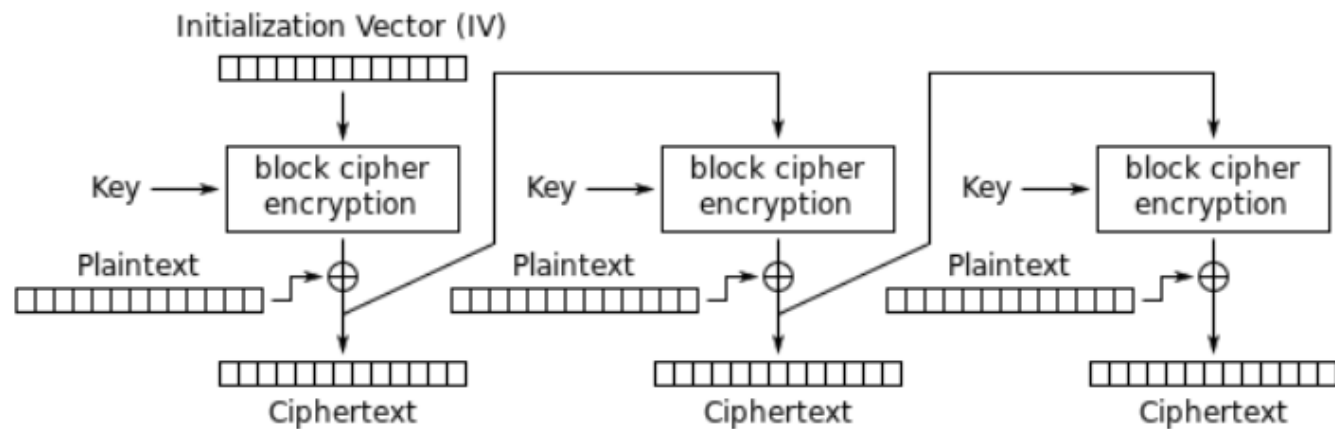 Initialization Vector (IV)
Key
block cipher
encryption
Plaintext
Ciphertext
Key
block cipher
encryption
Plaintext
Ciphertext
Key
block cipher
encryption
Plaintext
Ciphertext